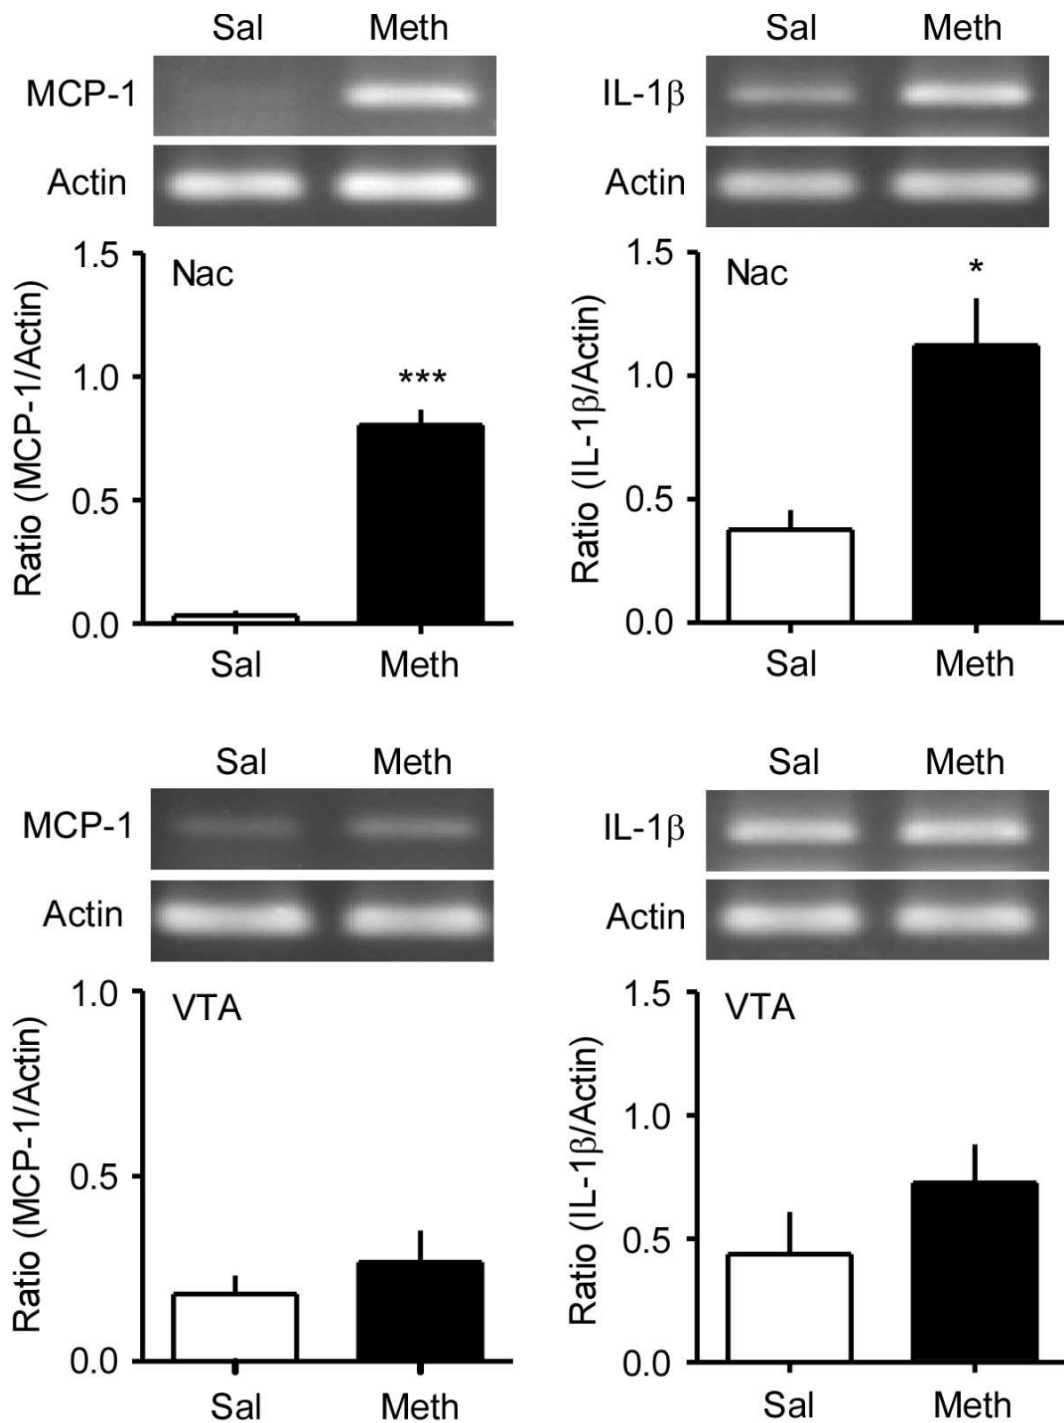 Sal Meth
MCP-1
Actin
Ratio (MCP-1/Actin)
1.5
1.0
0.5
0.0
Nac
***
Sal Meth
Sal Meth
IL-1β
Actin
Ratio (IL-1β/Actin)
1.5
1.0
0.5
0.0
Nac
*
Sal Meth
Sal Meth
MCP-1
Actin
Ratio (MCP-1/Actin)
1.0
0.5
0.0
VTA
Sal Meth
Sal Meth
IL-1β
Actin
Ratio (IL-1β/Actin)
1.5
1.0
0.5
0.0
VTA
Sal Meth